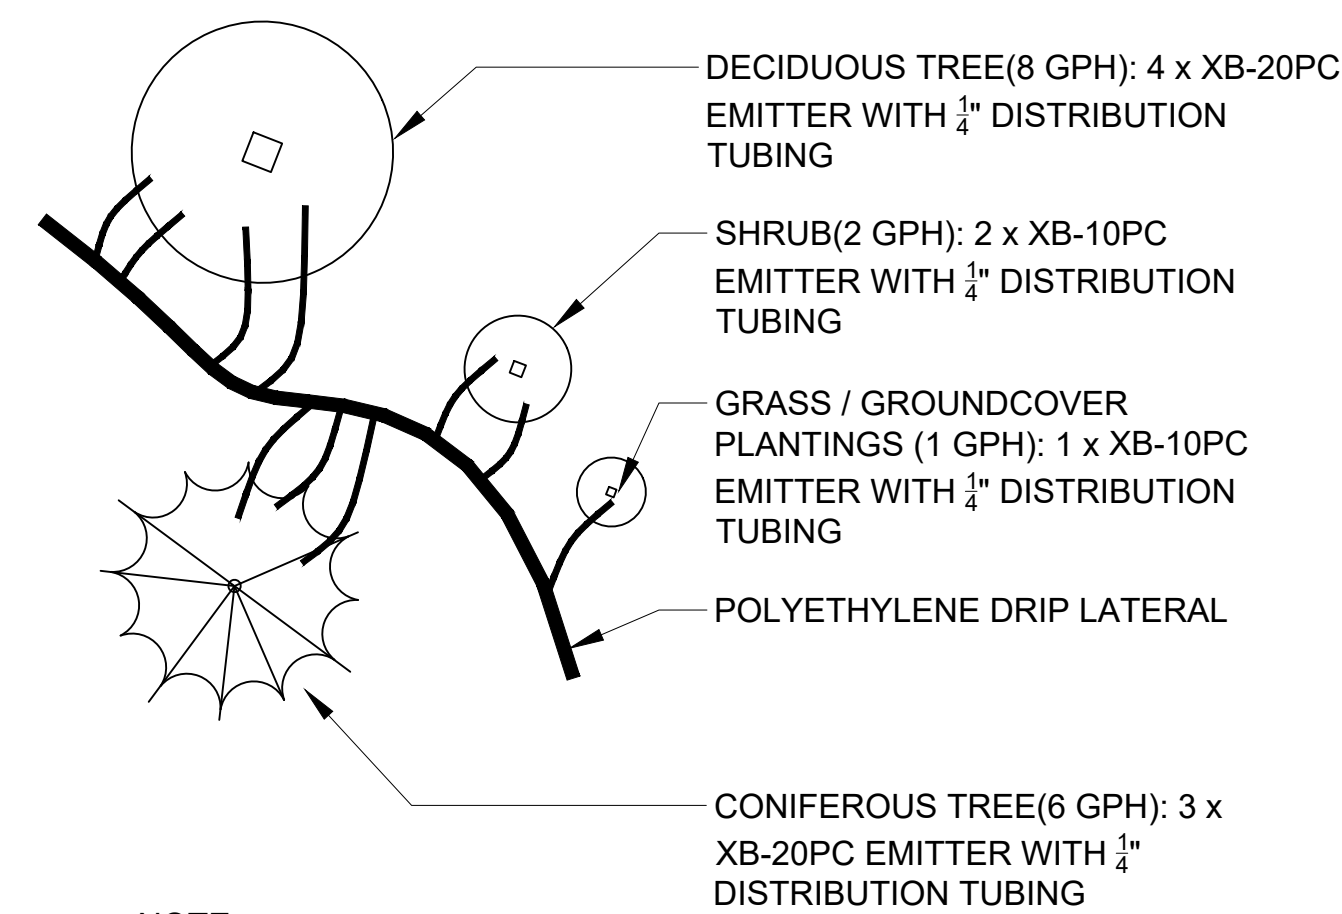 DECIDUOUS TREE(8 GPH): 4 x XB-20PC
EMITTER WITH 1/4" DISTRIBUTION
TUBING
SHRUB(2 GPH): 2 x XB-10PC
EMITTER WITH 1/4" DISTRIBUTION
TUBING
GRASS / GROUNDCOVER
PLANTINGS (1 GPH): 1 x XB-10PC
EMITTER WITH 1/4" DISTRIBUTION
TUBING
POLYETHYLENE DRIP LATERAL
CONIFEROUS TREE(6 GPH): 3 x
XB-20PC EMITTER WITH 1/4"
DISTRIBUTION TUBING